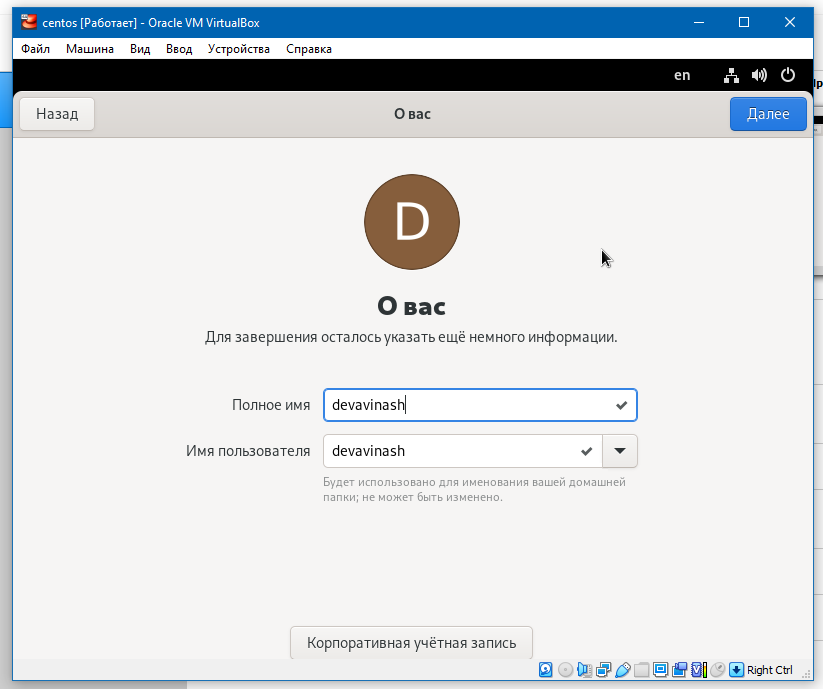 centos [Работает] - Oracle VM VirtualBox
Файл Машина Вид Ввод Устройства Справка
en
Назад О вас Далее
D
О вас
Для завершения осталось указать ещё немного информации.
Полное имя devavinash
Имя пользователя devavinash
Будет использовано для именования вашей домашней
папки; не может быть изменено.
Корпоративная учётная запись
Right Ctrl